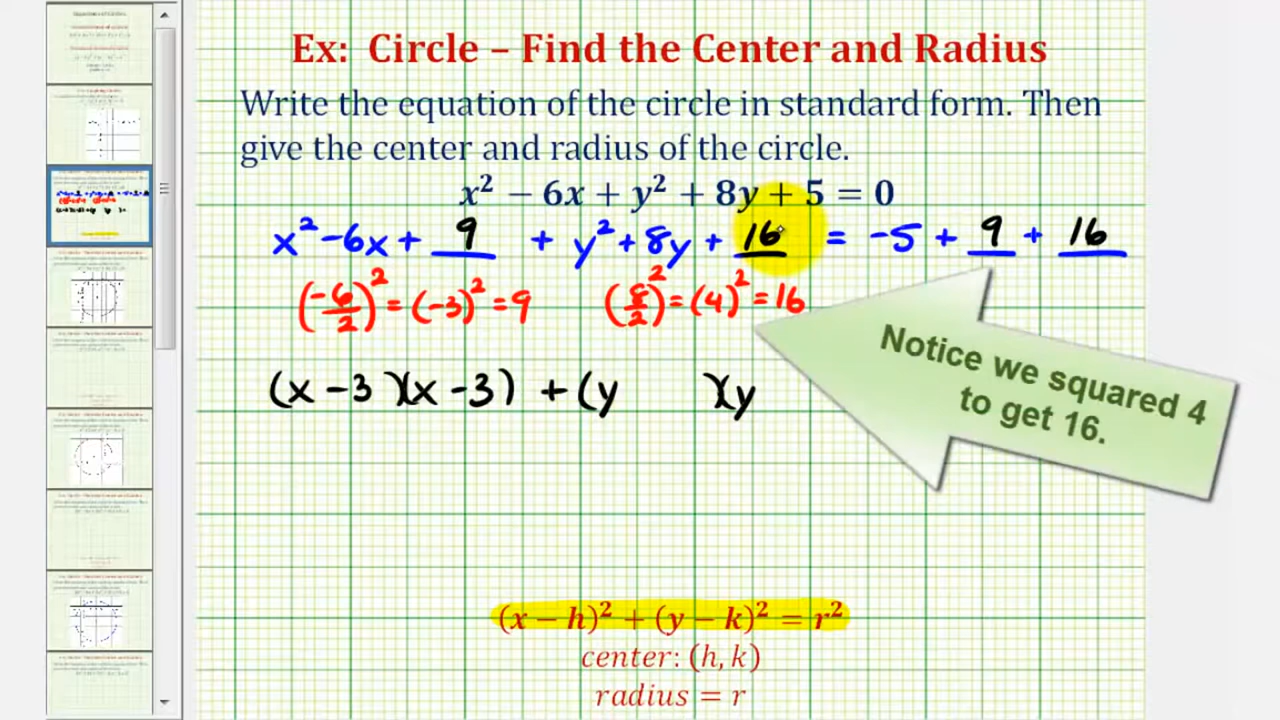 Ex: Circle – Find the Center and Radius
Write the equation of the circle in standard form. Then
give the center and radius of the circle.
x² − 6x + y² + 8y + 5 = 0
x² - 6x + 9 + y² + 8y + 16 = -5 + 9 + 16
(-6/2)² = (-3)² = 9 (8/2)² = (4)² = 16
Notice we squared 4
to get 16.
(x - 3)(x - 3) + (y )(y
(x − h)² + (y − k)² = r²
center: (h, k)
radius = r